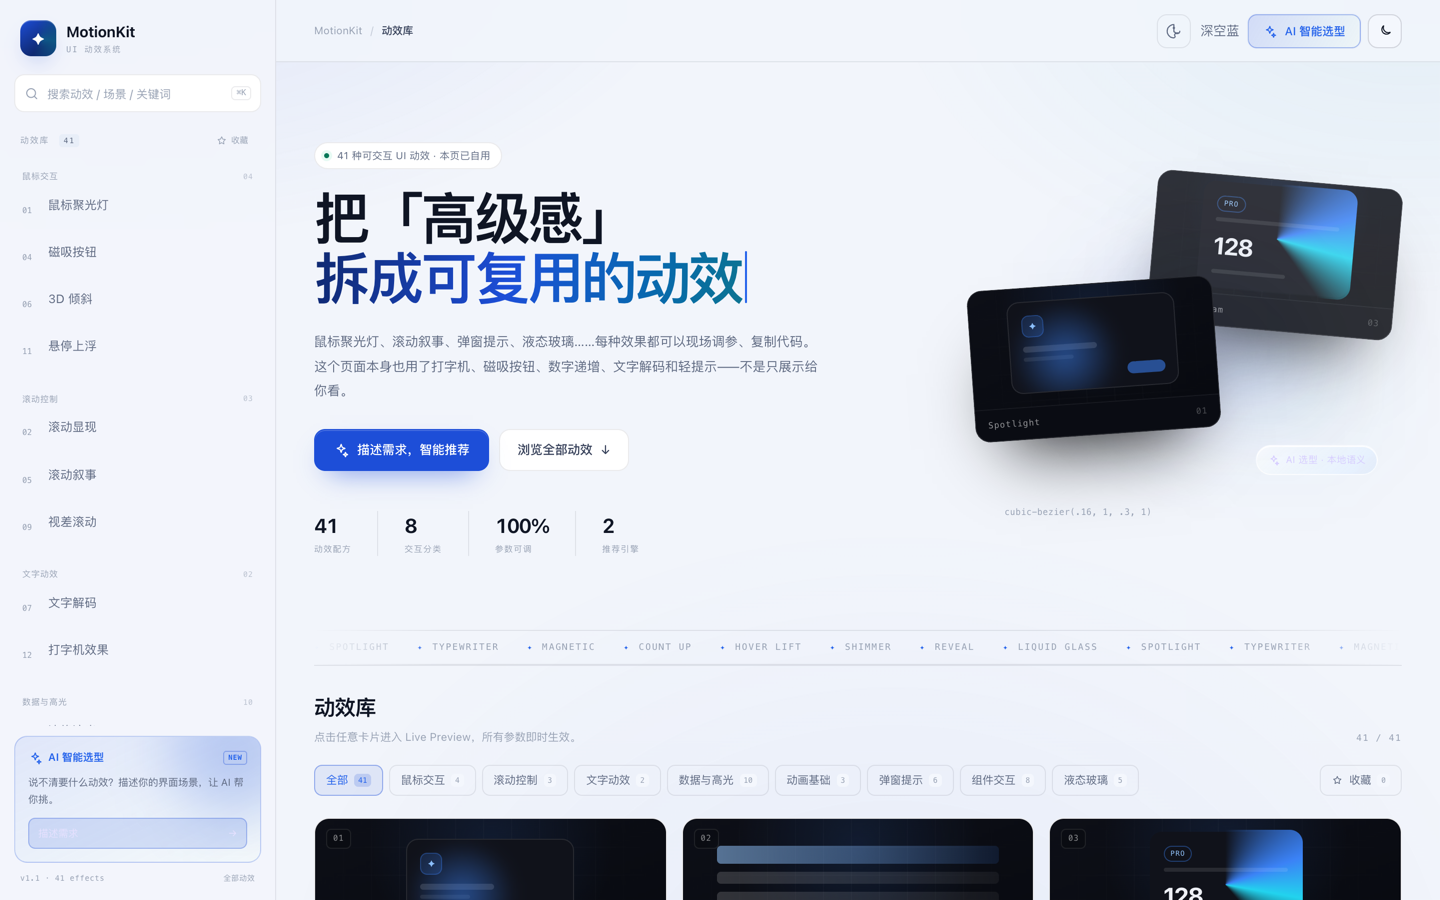 MotionKit
UI 动效系统
搜索动效 / 场景 / 关键词
⌘K
动效库 41
收藏
鼠标交互 04
01 鼠标聚光灯
04 磁吸按钮
06 3D 倾斜
11 悬停上浮
滚动控制 03
02 滚动显现
05 滚动叙事
09 视差滚动
文字动效 02
07 文字解码
12 打字机效果
数据与高光 10
AI 智能选型 NEW
说不清要什么动效？描述你的界面场景，让 AI 帮
你挑。
描述需求 →
v1.1 · 41 effects 全部动效
MotionKit / 动效库
深空蓝
AI 智能选型
41 种可交互 UI 动效 · 本页已自用
把「高级感」
拆成可复用的动效
鼠标聚光灯、滚动叙事、弹窗提示、液态玻璃……每种效果都可以现场调参、复制代码。
这个页面本身也用了打字机、磁吸按钮、数字递增、文字解码和轻提示——不是只展示给
你看。
描述需求，智能推荐
浏览全部动效 ↓
41
动效配方
8
交互分类
100%
参数可调
2
推荐引擎
PRO
128
am 03
Spotlight 01
AI 选型 · 本地语义
cubic-bezier(.16, 1, .3, 1)
SPOTLIGHT ✦ TYPEWRITER ✦ MAGNETIC ✦ COUNT UP ✦ HOVER LIFT ✦ SHIMMER ✦ REVEAL ✦ LIQUID GLASS ✦ SPOTLIGHT ✦ TYPEWRITER ✦ MAGNE
动效库
点击任意卡片进入 Live Preview，所有参数即时生效。
41 / 41
全部 41
鼠标交互 4
滚动控制 3
文字动效 2
数据与高光 10
动画基础 3
弹窗提示 6
组件交互 8
液态玻璃 5
收藏 0
01
02
03
PRO
128